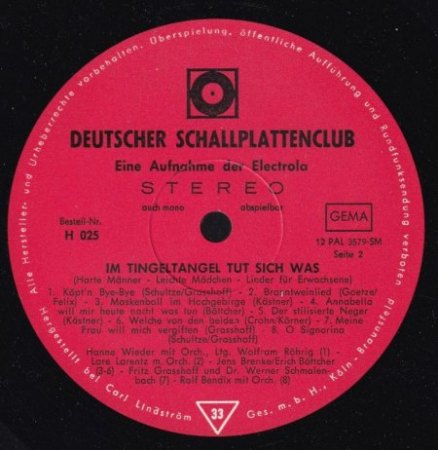 Alle Hersteller- und Urheberrechte vorbehalten. Überspielung, öffentliche Aufführung und Rundfunksendung verboten
DEUTSCHER SCHALLPLATTENCLUB
Eine Aufnahme der Electrola
STEREO
auch mono abspielbar
Bestell-Nr.
H 025
GEMA
12 PAL 3579-SM
Seite 2
IM TINGELTANGEL TUT SICH WAS
(Harte Männer - Leichte Mädchen - Lieder für Erwachsene)
1. Käpt'n Bye-Bye (Schultze/Grasshoff) - 2. Branntweinlied (Goetze/
Felix) - 3. Maskenball im Hochgebirge (Kästner) - 4. Annabella
will mir heute nacht was tun (Böttcher) - 5. Der stilisierte Neger
(Kästner) - 6. Welche von den beiden (Crohn/Körner) - 7. Meine
Frau will mich vergiften (Grasshoff) - 8. O Signorina
(Schultze/Grasshoff)
Hanne Wieder mit Orch., Ltg. Wolfram Röhrig (1) -
Lore Lorentz m. Orch. (2) - Jens Brenke/Erich Böttcher
(3-6) - Fritz Grasshoff und Dr. Werner Schmalen-
bach (7) - Ralf Bendix mit Orch. (8)
33
Hergestellt bei Carl Lindström Ges. m. b. H., Köln-Braunsfeld